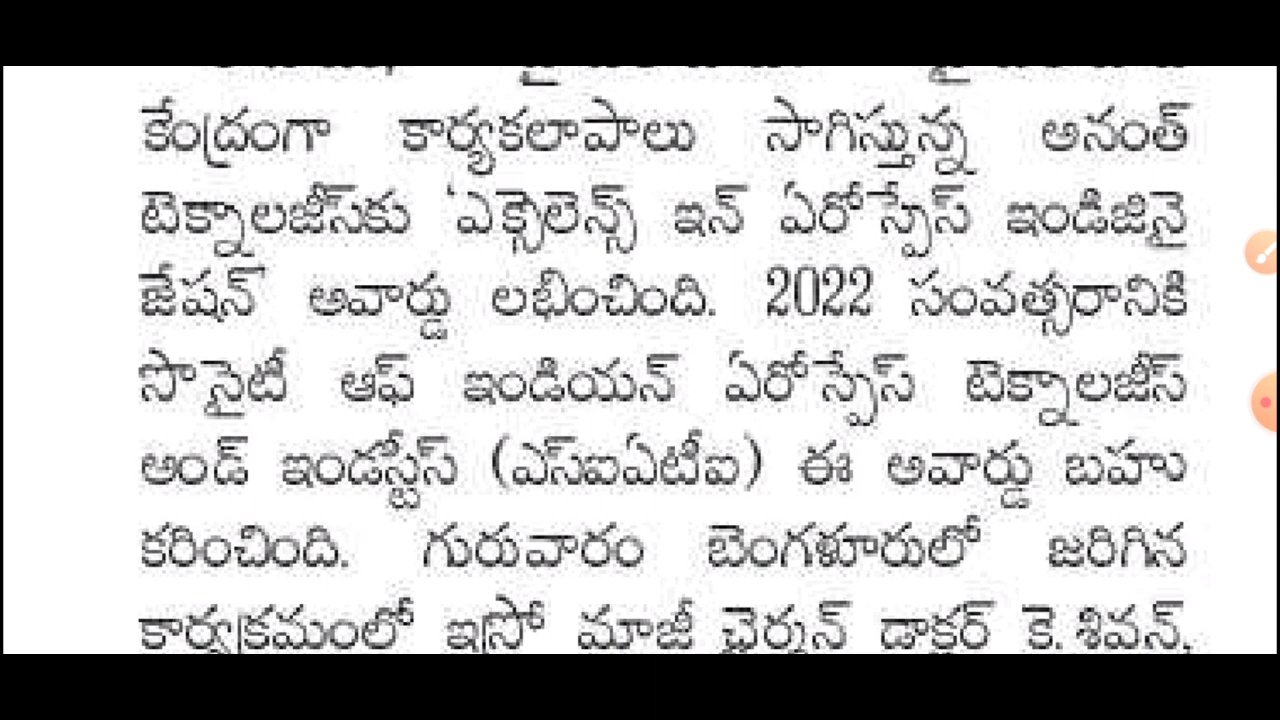 కేంద్రంగా కార్యకలాపాలు సాగిస్తున్న అనంత్
టెక్నాలజీస్‌కు ‘ఎక్సెలెన్స్ ఇన్ ఏరోస్పేస్ ఇండిజినై
జేషన్’ అవార్డు లభించింది. 2022 సంవత్సరానికి
సొసైటీ ఆఫ్ ఇండియన్ ఏరోస్పేస్ టెక్నాలజీస్
అండ్ ఇండస్ట్రీస్ (ఎస్ఐఏటీఐ) ఈ అవార్డు బహు
కరించింది. గురువారం బెంగళూరులో జరిగిన
కార్యక్రమంలో ఇస్రో మాజీ ఛైర్మన్ డాక్టర్ కె. శివన్,